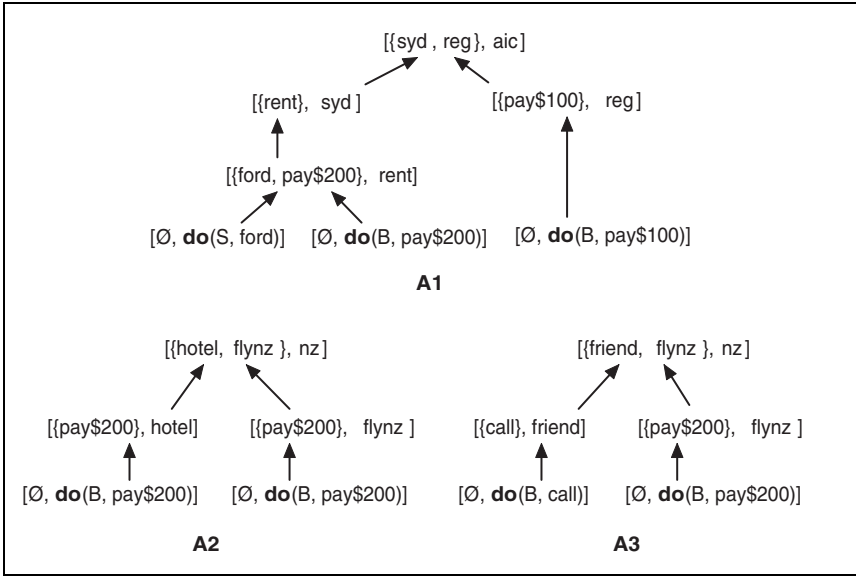 [{syd , reg}, aic]
[{rent}, syd ] [{pay$100}, reg]
[{ford, pay$200}, rent]
[Ø, do(S, ford)] [Ø, do(B, pay$200)] [Ø, do(B, pay$100)]
A1
[{hotel, flynz }, nz] [{friend, flynz }, nz]
[{pay$200}, hotel] [{pay$200}, flynz ] [{call}, friend] [{pay$200}, flynz ]
[Ø, do(B, pay$200)] [Ø, do(B, pay$200)] [Ø, do(B, call)] [Ø, do(B, pay$200)]
A2 A3